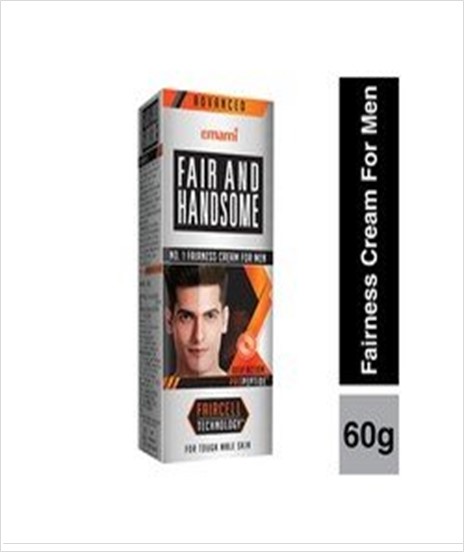 ADVANCED
emami
FAIR AND
HANDSOME
NO. 1 FAIRNESS CREAM FOR MEN
PEPTIDE
FAIRCELL
TECHNOLOGY
FOR TOUGH MALE SKIN
Fairness Cream For Men
60g